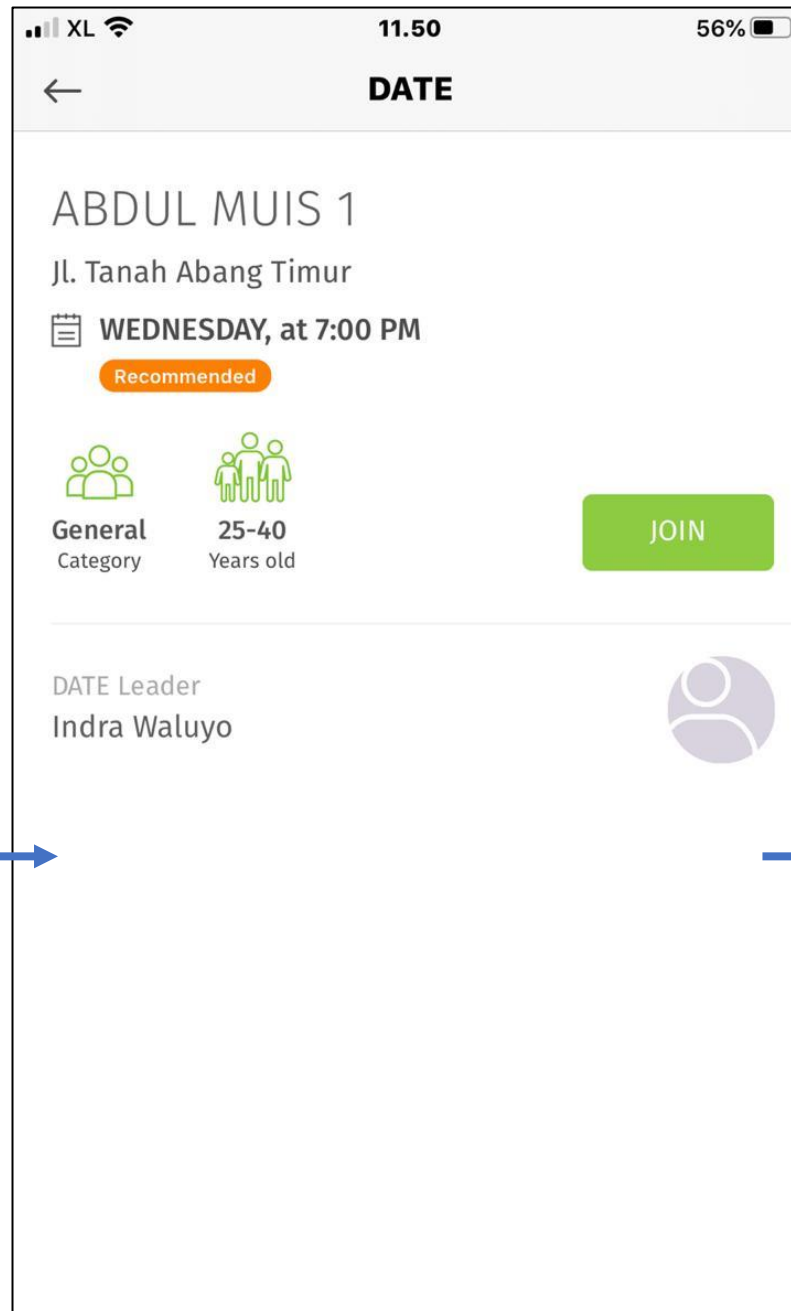 XL 11.50 56%
DATE
ABDUL MUIS 1
Jl. Tanah Abang Timur
WEDNESDAY, at 7:00 PM
Recommended
General 25-40
Category Years old
JOIN
DATE Leader
Indra Waluyo